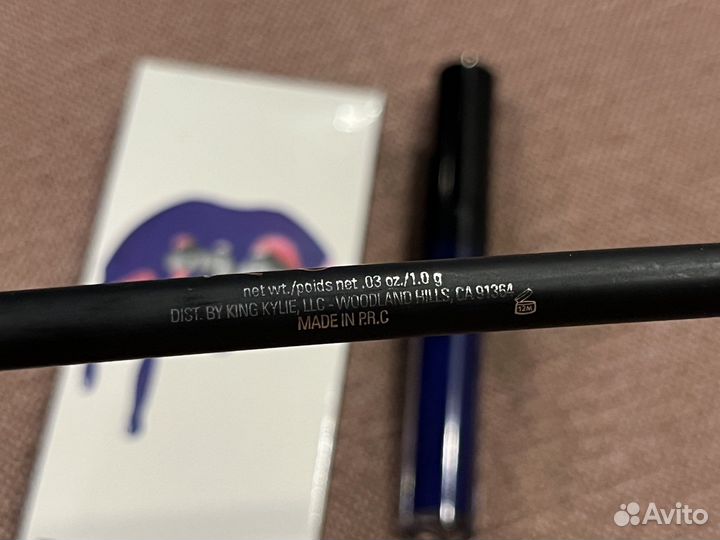 net wt./poids net .03 oz./1.0 g
DIST. BY KING KYLIE, LLC - WOODLAND HILLS, CA 91364
12M
MADE IN P.R.C
Avito